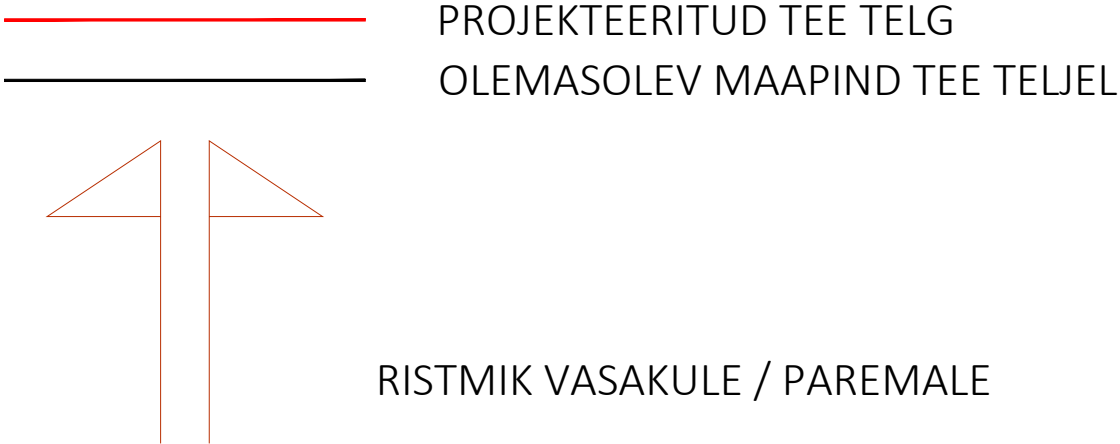 PROJEKTEERITUD TEE TELG
OLEMASOLEV MAAPIND TEE TELJEL
RISTMIK VASAKULE / PAREMALE